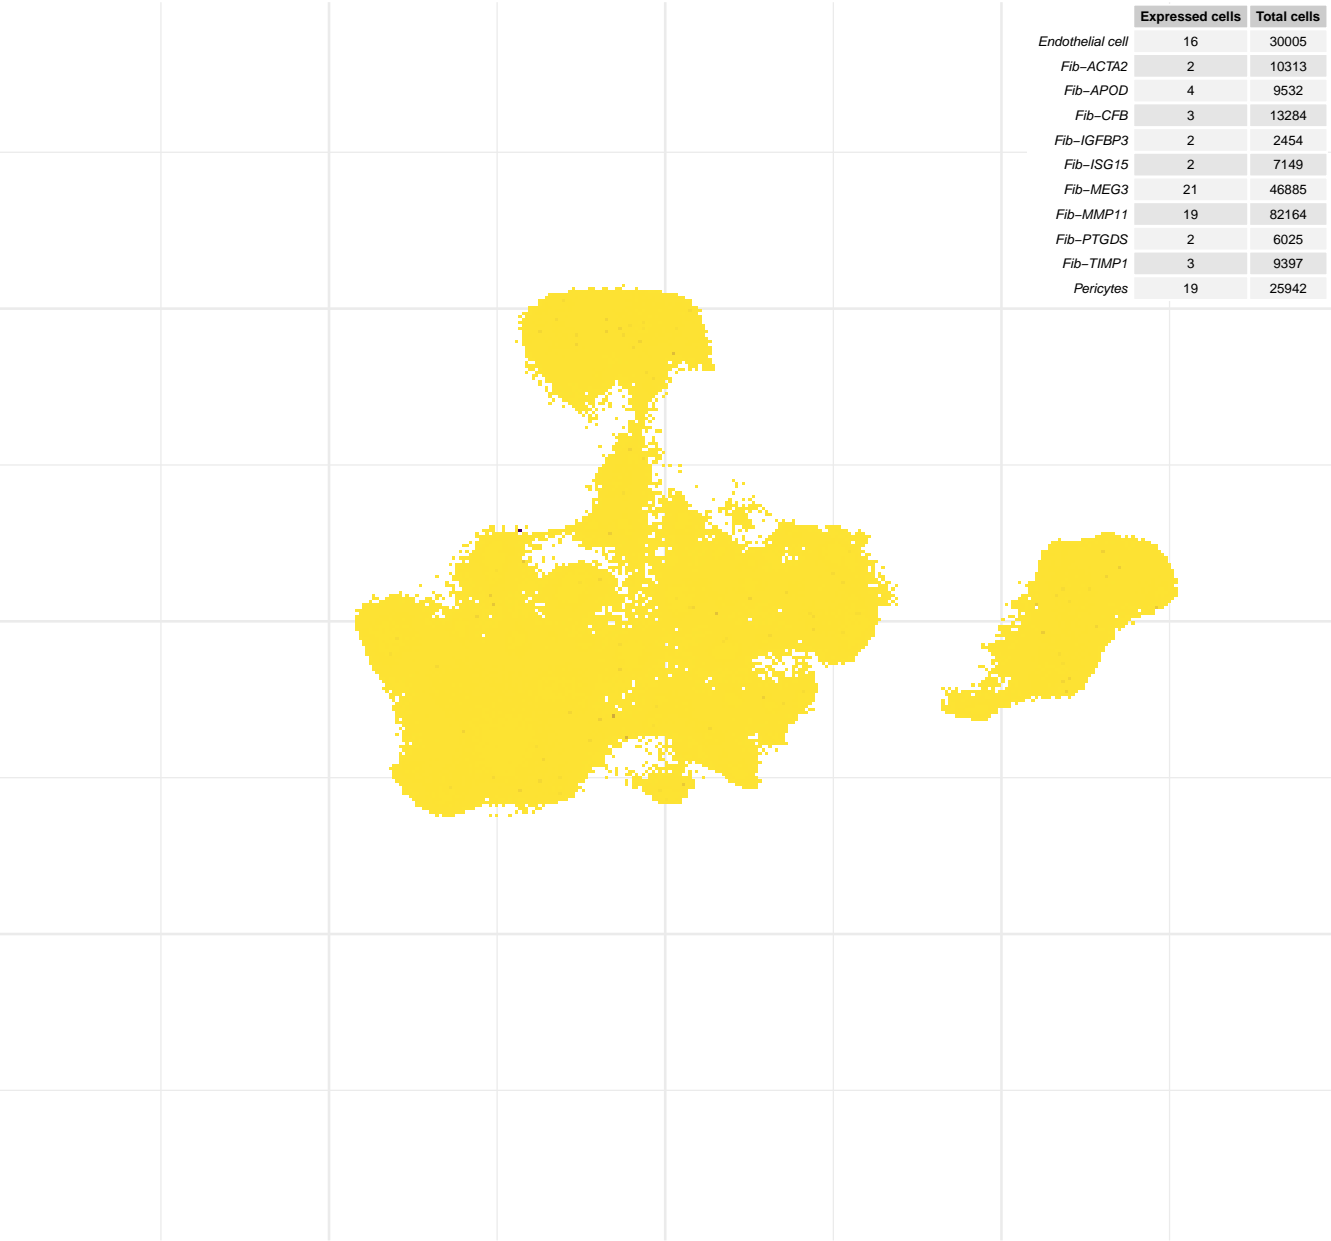 Expressed cells Total cells
Endothelial cell 16 30005
Fib−ACTA2 2 10313
Fib−APOD 4 9532
Fib−CFB 3 13284
Fib−IGFBP3 2 2454
Fib−ISG15 2 7149
Fib−MEG3 21 46885
Fib−MMP11 19 82164
Fib−PTGDS 2 6025
Fib−TIMP1 3 9397
Pericytes 19 25942